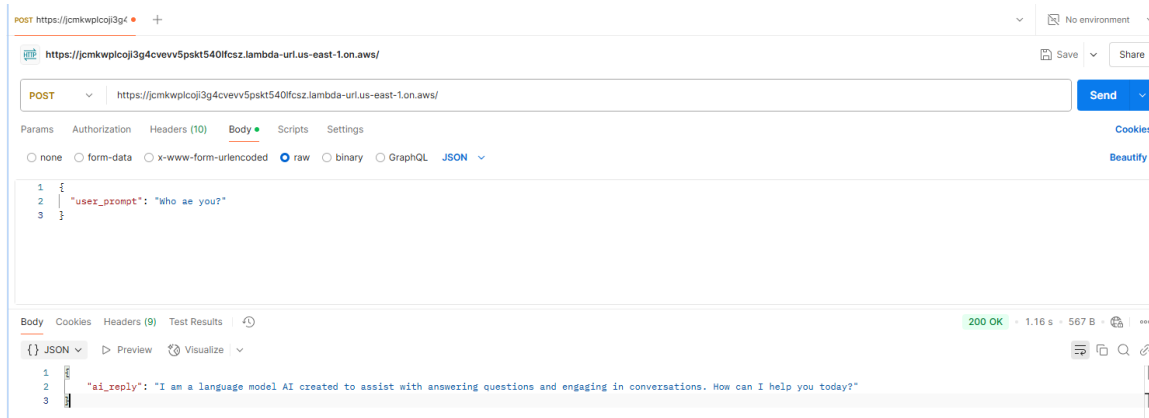 POST https://jcmkwplcoji3g4
https://jcmkwplcoji3g4cvevv5pskt540lfcsz.lambda-url.us-east-1.on.aws/
POST https://jcmkwplcoji3g4cvevv5pskt540lfcsz.lambda-url.us-east-1.on.aws/ Send
Params Authorization Headers (10) Body Scripts Settings Cookies
none form-data x-www-form-urlencoded raw binary GraphQL JSON Beautify
1 {
2 "user_prompt": "Who ae you?"
3 }
Body Cookies Headers (9) Test Results 200 OK 1.16 s 567 B
{} JSON Preview Visualize
1 {
2 "ai_reply": "I am a language model AI created to assist with answering questions and engaging in conversations. How can I help you today?"
3 }
No environment
HTTP
Save Share